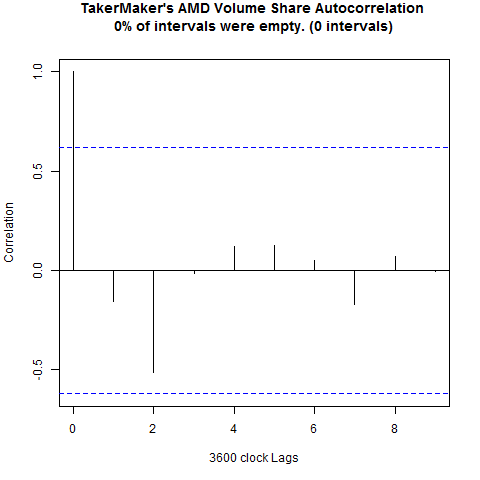 TakerMaker's AMD Volume Share Autocorrelation
0% of intervals were empty. (0 intervals)
1.0
0.5
0.0
-0.5
Correlation
0 2 4 6 8
3600 clock Lags